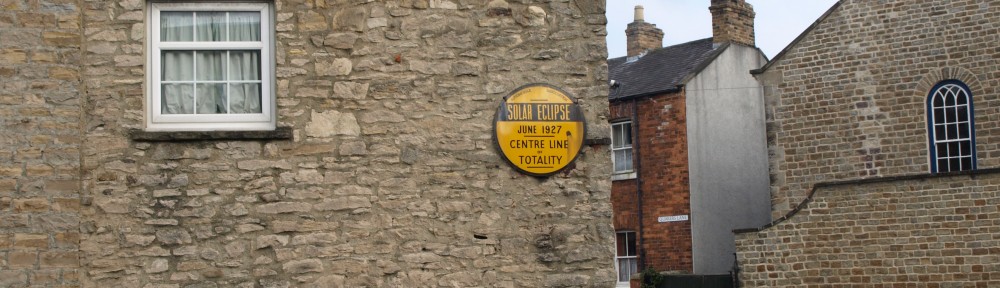 SOLAR ECLIPSE
JUNE 1927
CENTRE LINE
OF
TOTALITY